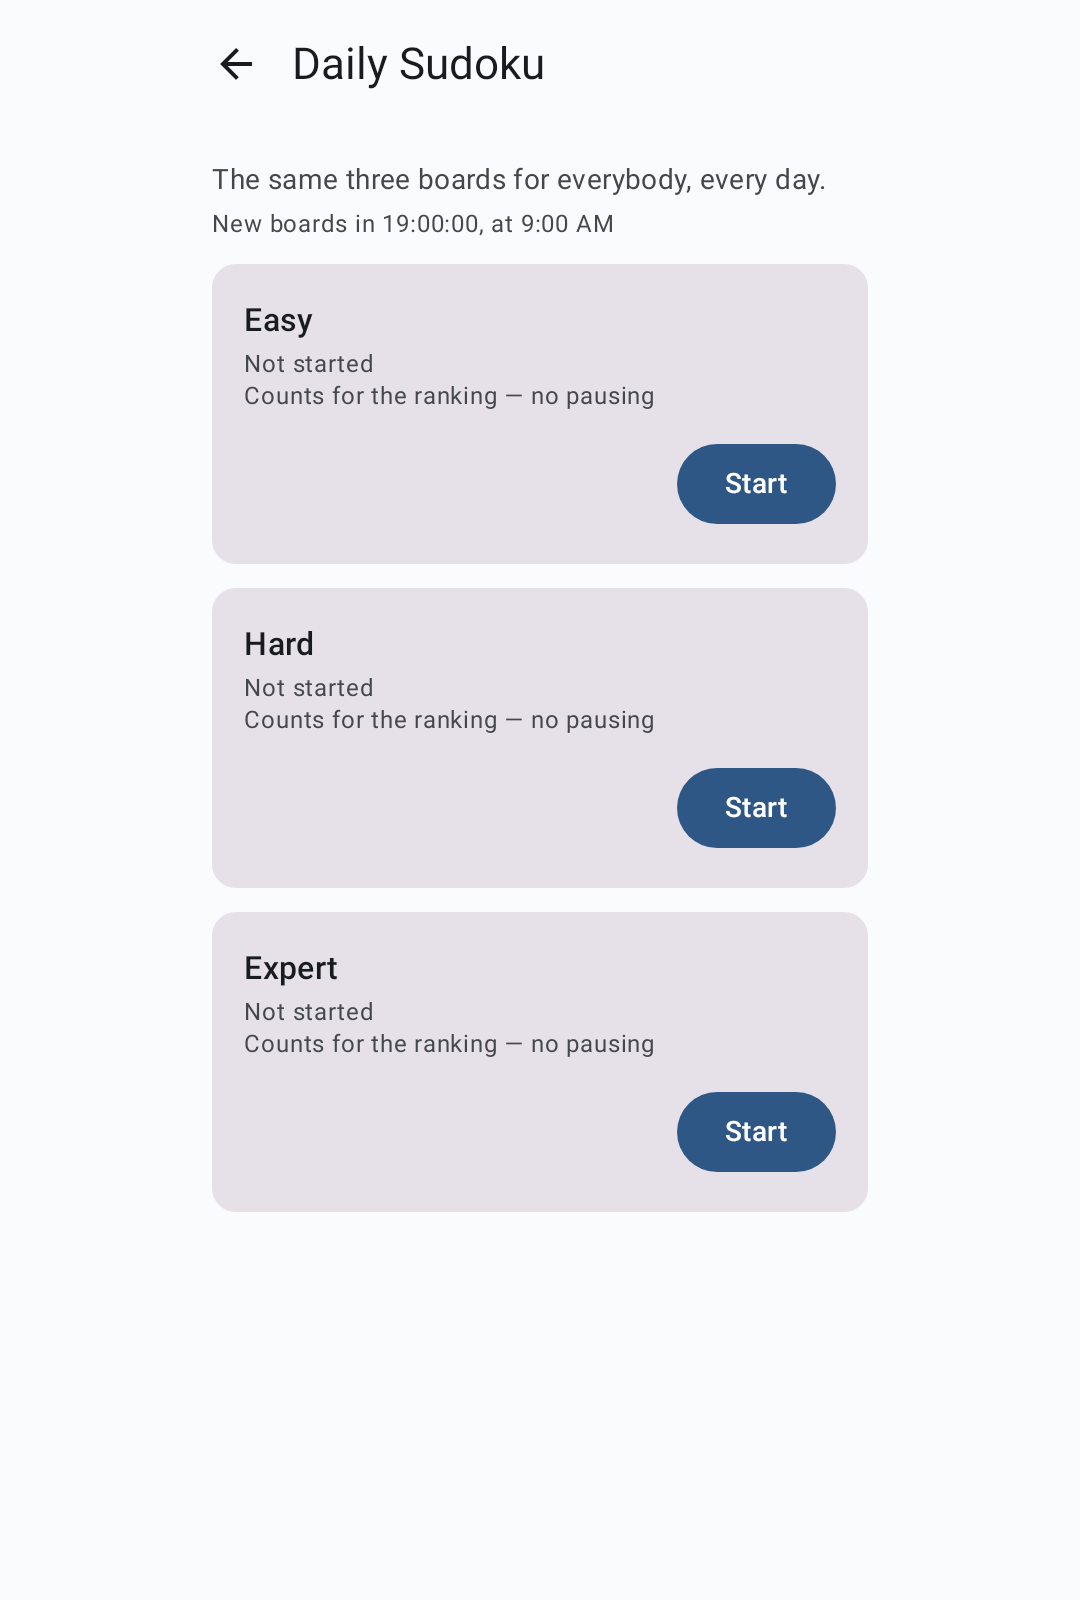 Daily Sudoku
The same three boards for everybody, every day.
New boards in 19:00:00, at 9:00 AM
Easy
Not started
Counts for the ranking — no pausing
Start
Hard
Not started
Counts for the ranking — no pausing
Start
Expert
Not started
Counts for the ranking — no pausing
Start